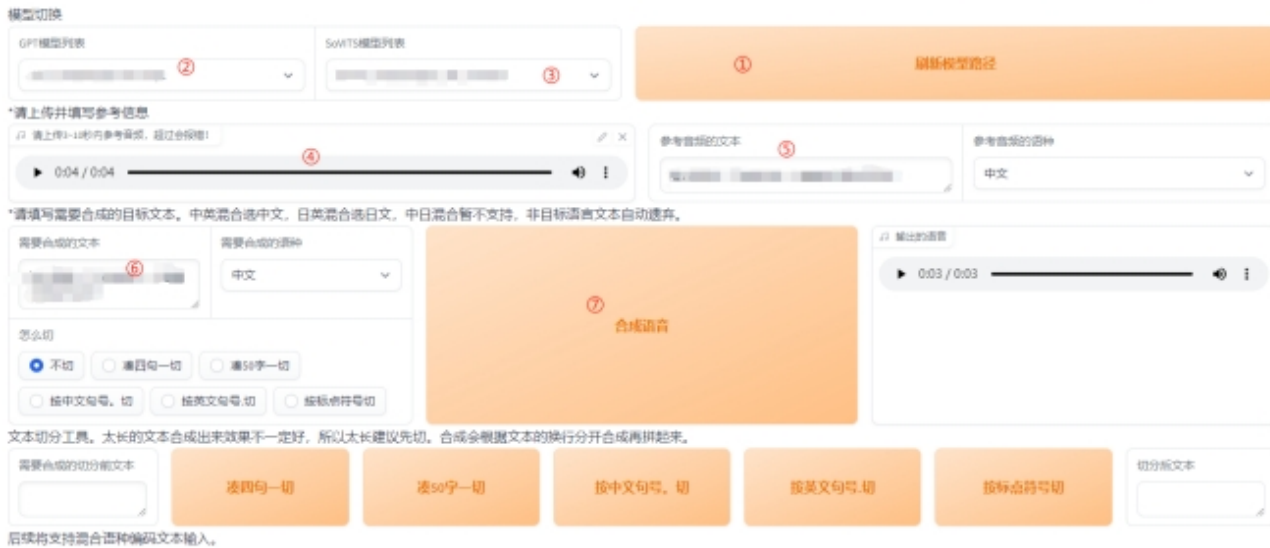 模型切换
GPT模型列表
SoVITS模型列表
②
③
①
刷新模型路径
*请上传并填写参考信息
请上传3~10秒内参考音频，超过会报错！
④
0:04 / 0:04
参考音频的文本
⑤
参考音频的语种
中文
*请填写需要合成的目标文本。中英混合选中文，日英混合选日文，中日混合暂不支持，非目标语言文本自动遗弃。
需要合成的文本
⑥
需要合成的语种
中文
⑦
合成语音
输出的语音
0:03 / 0:03
怎么切
不切
凑四句一切
凑50字一切
按中文句号。切
按英文句号.切
按标点符号切
文本切分工具。太长的文本合成出来效果不一定好，所以太长建议先切。合成会根据文本的换行分开合成再拼起来。
需要合成的切分前文本
凑四句一切
凑50字一切
按中文句号。切
按英文句号.切
按标点符号切
切分后文本
后续将支持混合语种编码文本输入。